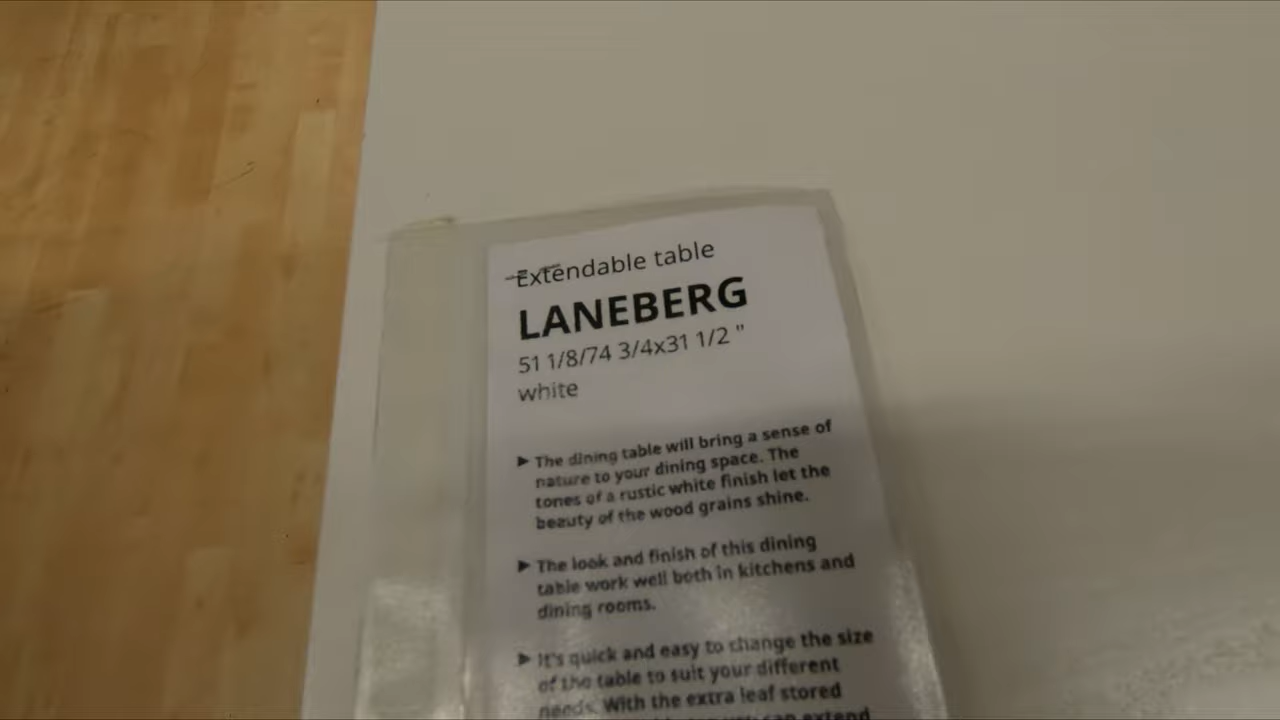 Extendable table
LANEBERG
51 1/8/74 3/4x31 1/2 "
white
► The dining table will bring a sense of
nature to your dining space. The
tones of a rustic white finish let the
beauty of the wood grains shine.
► The look and finish of this dining
table work well both in kitchens and
dining rooms.
► It's quick and easy to change the size
of the table to suit your different
needs. With the extra leaf stored
you can extend